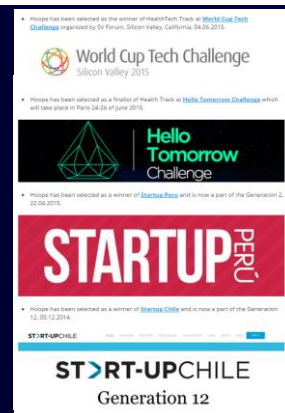 Hoope has been selected as the winner of HealthTech Track at World Cup Tech
Challenge organized by SV Forum. Silicon Valley, California, 04.06.2015.
World Cup Tech Challenge
Silicon Valley 2015
Hoope has been selected as a finalist of Health Track at Hello Tomorrow Challenge which
will take place in Paris 24-26 of June 2015.
Hello
Tomorrow
Challenge
Hoope has been selected as a winner of Startup Peru and is now a part of the Generation 2,
22.04.2015.
STARTUP PERÚ
Hoope has been selected as a winner of Startup Chile and is now a part of the Generation
12, 05.12.2014.
START-UPCHILE
START-UPCHILE
Generation 12